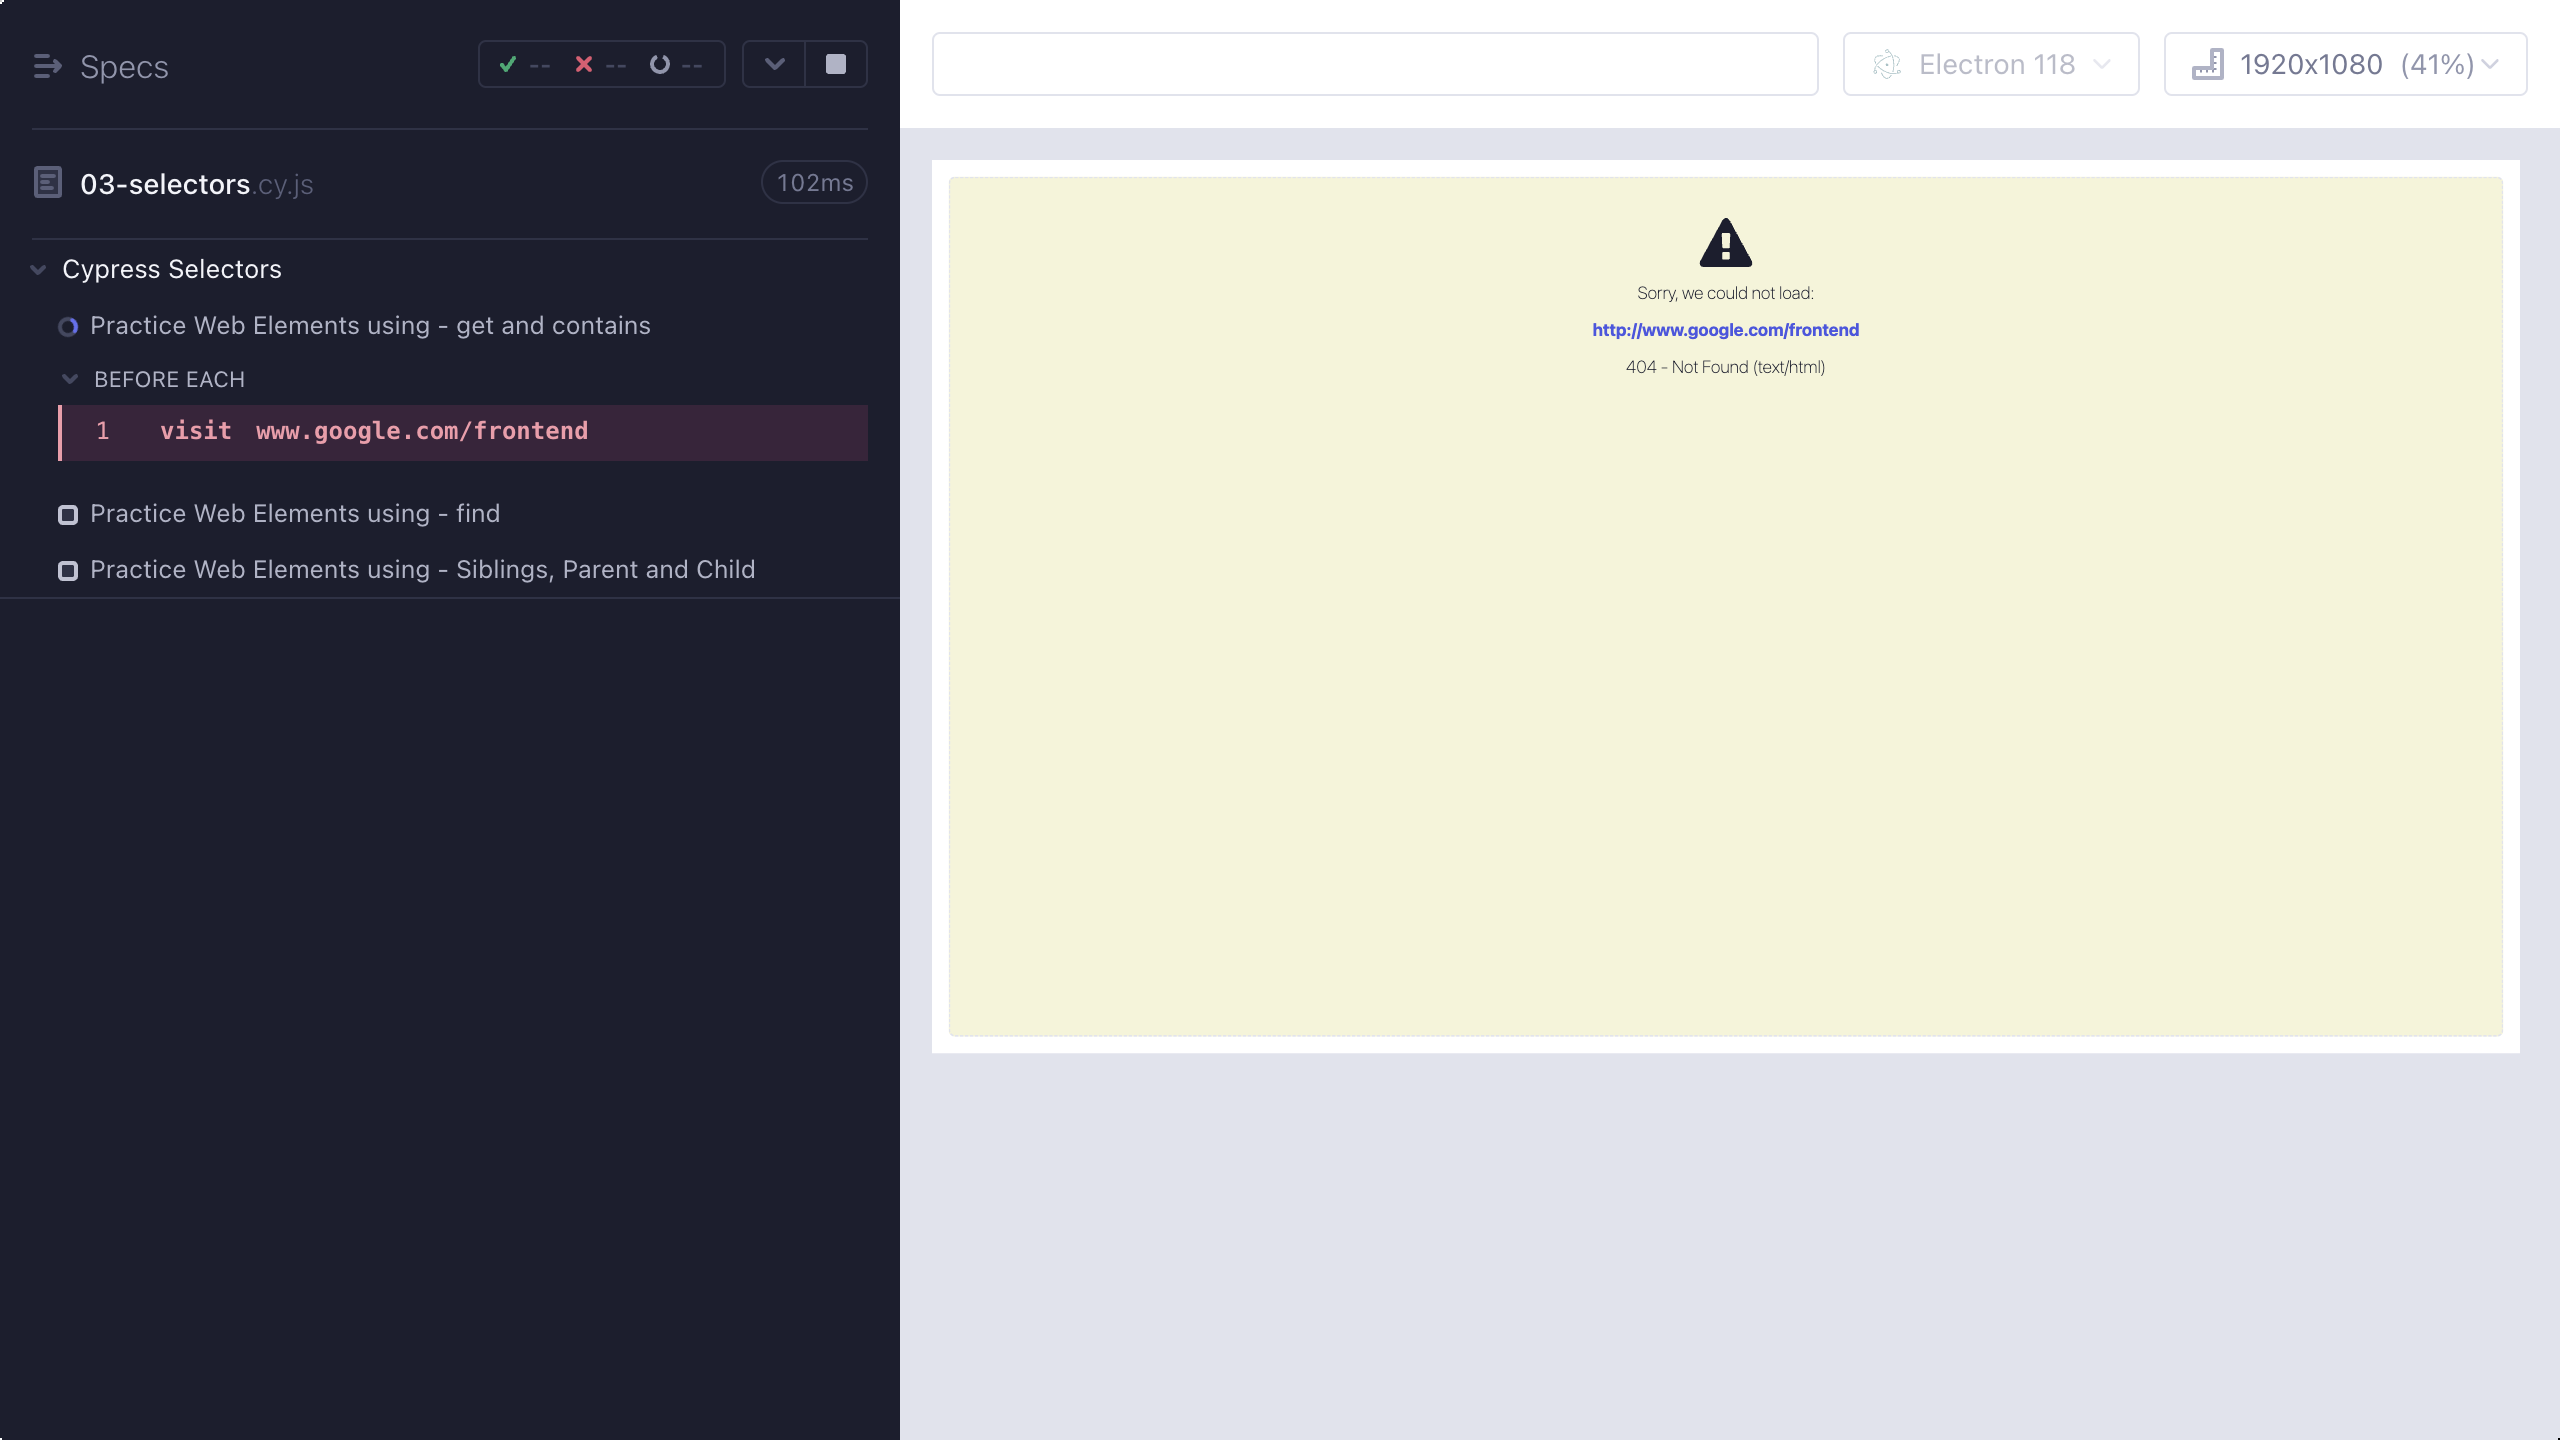 Specs
-- -- --
03-selectors.cy.js 102ms
Cypress Selectors
Practice Web Elements using - get and contains
BEFORE EACH
1 visit www.google.com/frontend
Practice Web Elements using - find
Practice Web Elements using - Siblings, Parent and Child
Electron 118
1920x1080 (41%)
Sorry, we could not load:
http://www.google.com/frontend
404 - Not Found (text/html)